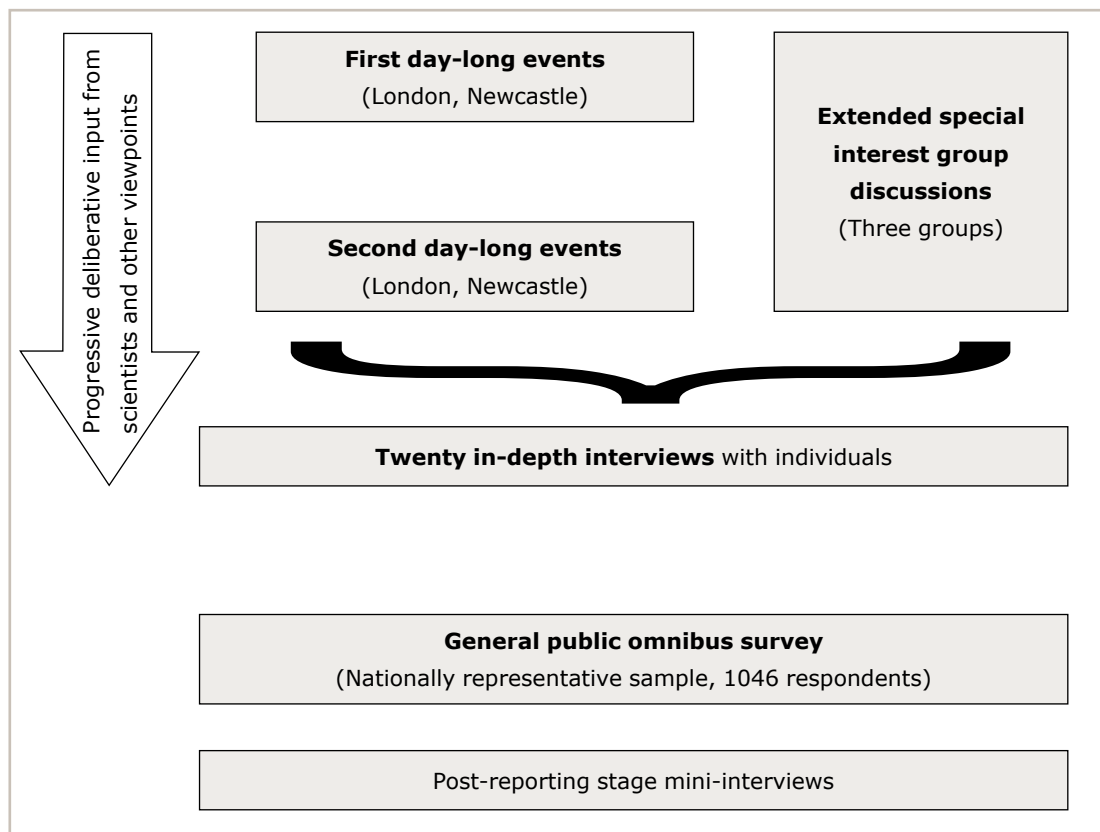 Progressive deliberative input from
scientists and other viewpoints
First day-long events
(London, Newcastle)
Second day-long events
(London, Newcastle)
Extended special
interest group
discussions
(Three groups)
Twenty in-depth interviews with individuals
General public omnibus survey
(Nationally representative sample, 1046 respondents)
Post-reporting stage mini-interviews